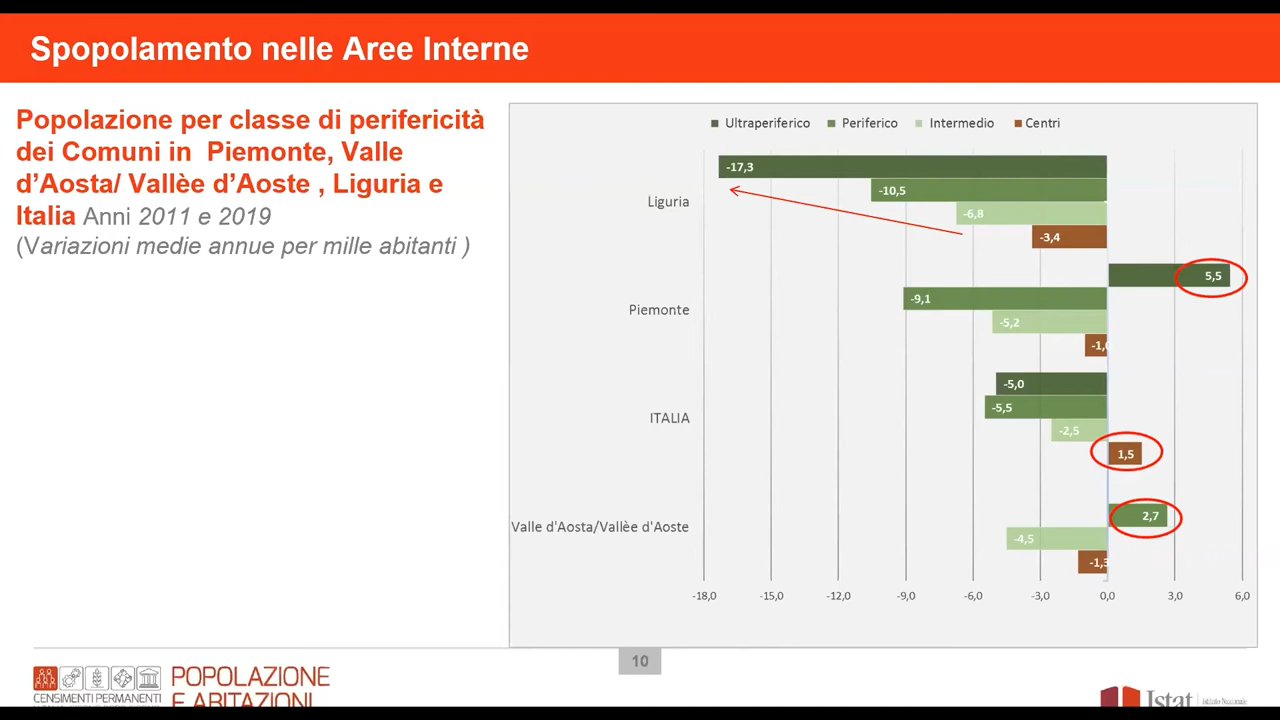 Spopolamento nelle Aree Interne
Popolazione per classe di perifericità
dei Comuni in Piemonte, Valle
d’Aosta/ Vallèe d’Aoste , Liguria e
Italia Anni 2011 e 2019
(Variazioni medie annue per mille abitanti )
Ultraperiferico Periferico Intermedio Centri
-17,3
-10,5
Liguria
-6,8
-3,4
5,5
-9,1
Piemonte
-5,2
-1,0
-5,0
-5,5
ITALIA
-2,5
1,5
2,7
Valle d'Aosta/Vallèe d'Aoste
-4,5
-1,3
-18,0 -15,0 -12,0 -9,0 -6,0 -3,0 0,0 3,0 6,0
10
CENSIMENTI PERMANENTI
POPOLAZIONE
E ABITAZIONI
Istat